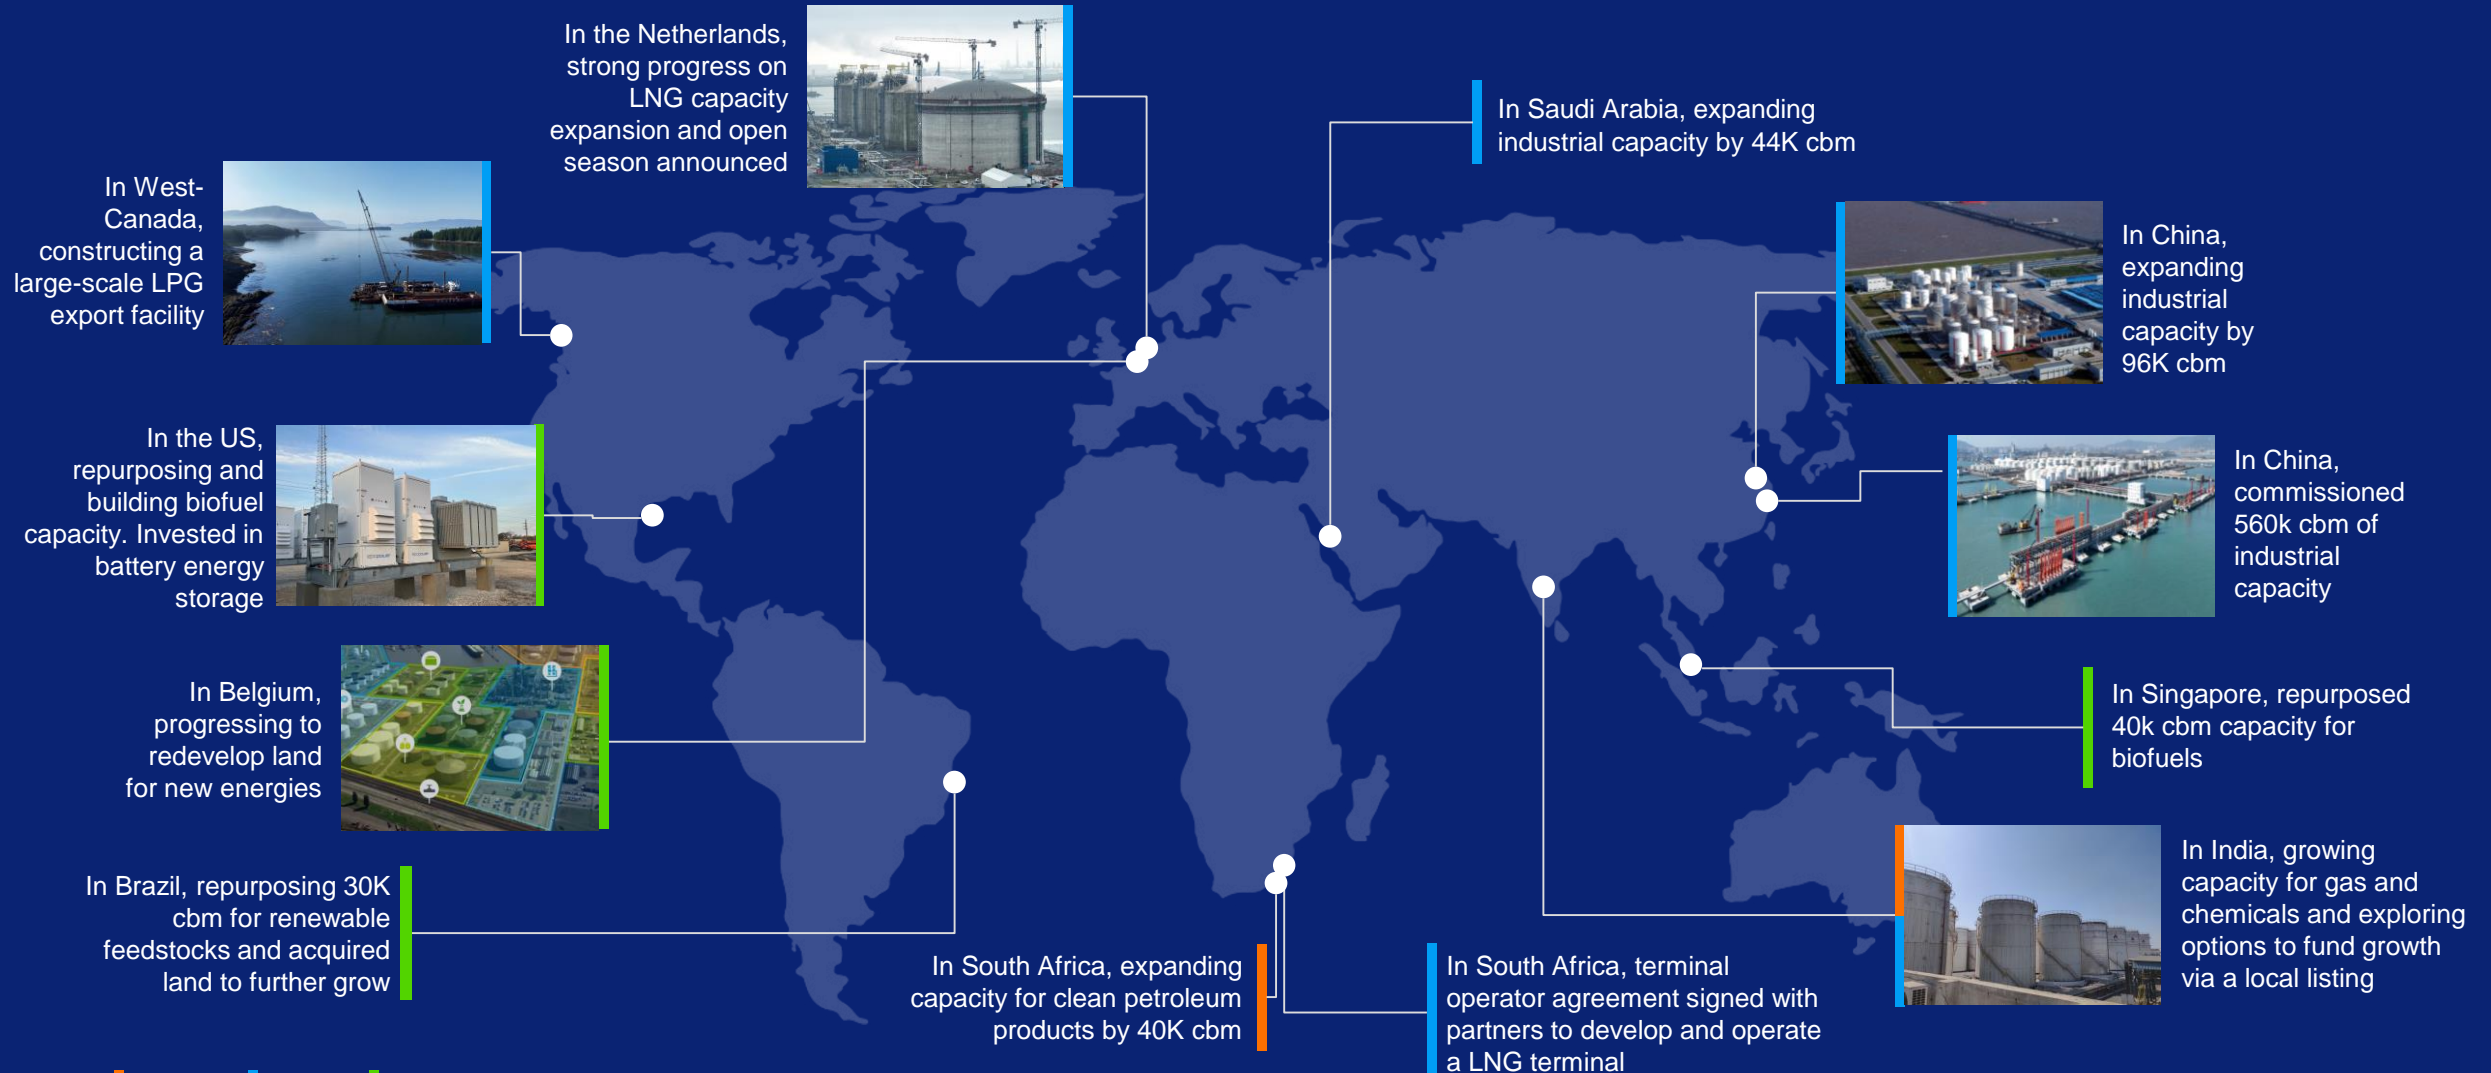 In the Netherlands,
strong progress on
LNG capacity
expansion and open
season announced
In Saudi Arabia, expanding
industrial capacity by 44K cbm
In West-
Canada,
constructing a
large-scale LPG
export facility
In China,
expanding
industrial
capacity by
96K cbm
In the US,
repurposing and
building biofuel
capacity. Invested in
battery energy
storage
In China,
commissioned
560k cbm of
industrial
capacity
In Belgium,
progressing to
redevelop land
for new energies
In Singapore, repurposed
40k cbm capacity for
biofuels
In Brazil, repurposing 30K
cbm for renewable
feedstocks and acquired
land to further grow
In India, growing
capacity for gas and
chemicals and exploring
options to fund growth
via a local listing
In South Africa, expanding
capacity for clean petroleum
products by 40K cbm
In South Africa, terminal
operator agreement signed with
partners to develop and operate
a LNG terminal